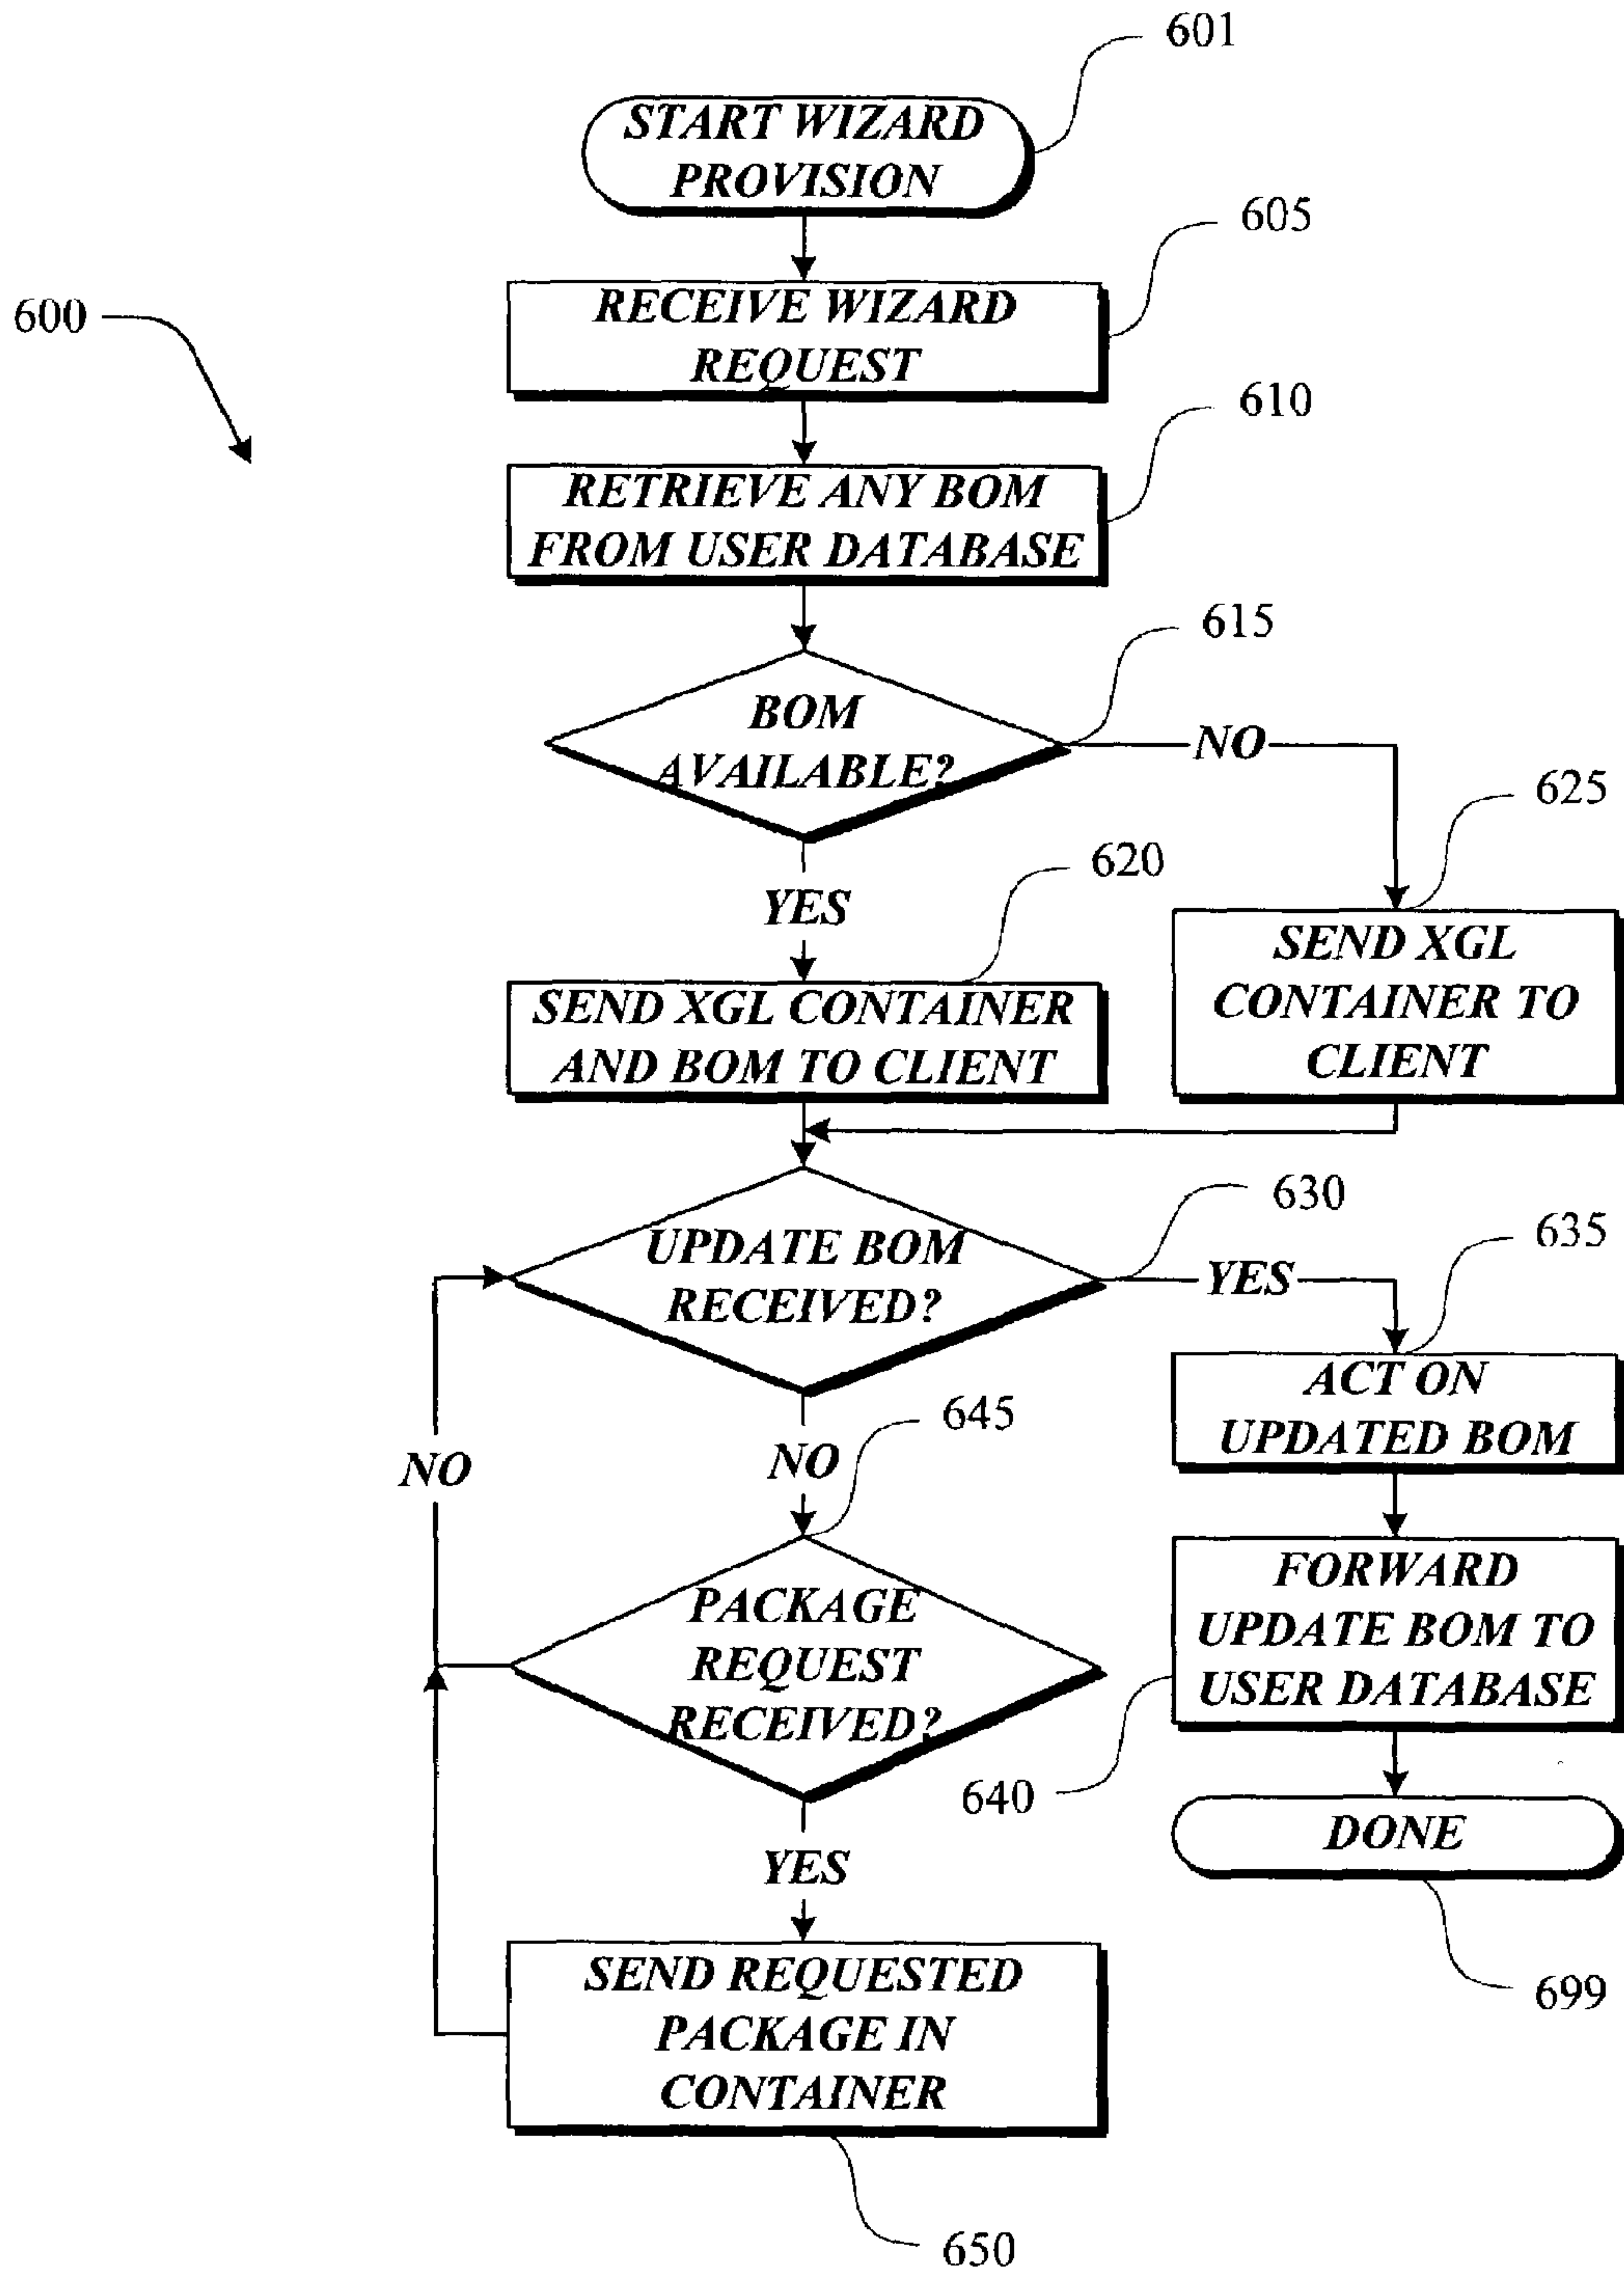 601
START WIZARD
PROVISION
605
RECEIVE WIZARD
REQUEST
600
610
RETRIEVE ANY BOM
FROM USER DATABASE
615
BOM
AVAILABLE?
NO
625
620
YES
SEND XGL
CONTAINER TO
CLIENT
SEND XGL CONTAINER
AND BOM TO CLIENT
630
UPDATE BOM
RECEIVED?
YES
635
ACT ON
UPDATED BOM
645
NO
NO
FORWARD
UPDATE BOM TO
USER DATABASE
PACKAGE
REQUEST
RECEIVED?
640
DONE
YES
699
SEND REQUESTED
PACKAGE IN
CONTAINER
650